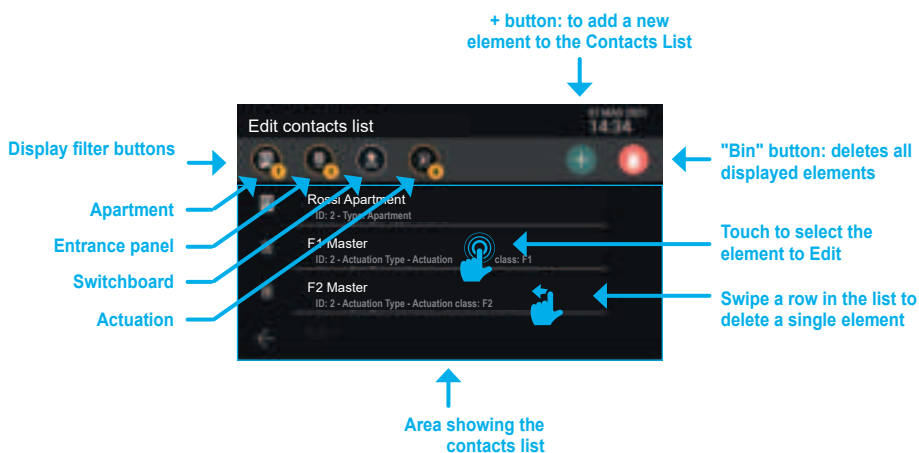 + button: to add a new
element to the Contacts List
Edit contacts list
14:34
Display filter buttons
"Bin" button: deletes all
displayed elements
Apartment
Rossi Apartment
ID: 2 - Type: Apartment
Entrance panel
F1 Master
ID: 2 - Actuation Type - Actuation class: F1
Touch to select the
element to Edit
Switchboard
F2 Master
ID: 2 - Actuation Type - Actuation class: F2
Swipe a row in the list to
delete a single element
Actuation
Area showing the
contacts list